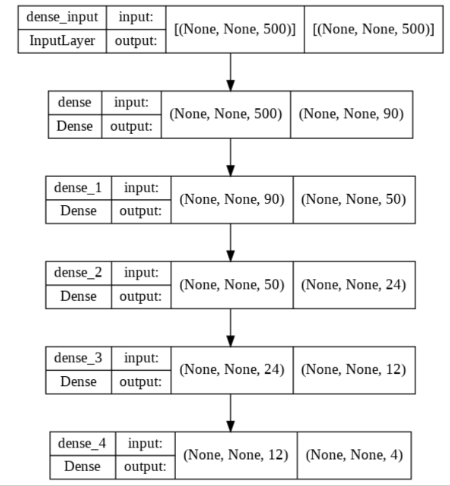 dense_input input: [(None, None, 500)] [(None, None, 500)]
InputLayer output:
dense input: (None, None, 500) (None, None, 90)
Dense output:
dense_1 input: (None, None, 90) (None, None, 50)
Dense output:
dense_2 input: (None, None, 50) (None, None, 24)
Dense output:
dense_3 input: (None, None, 24) (None, None, 12)
Dense output:
dense_4 input: (None, None, 12) (None, None, 4)
Dense output: